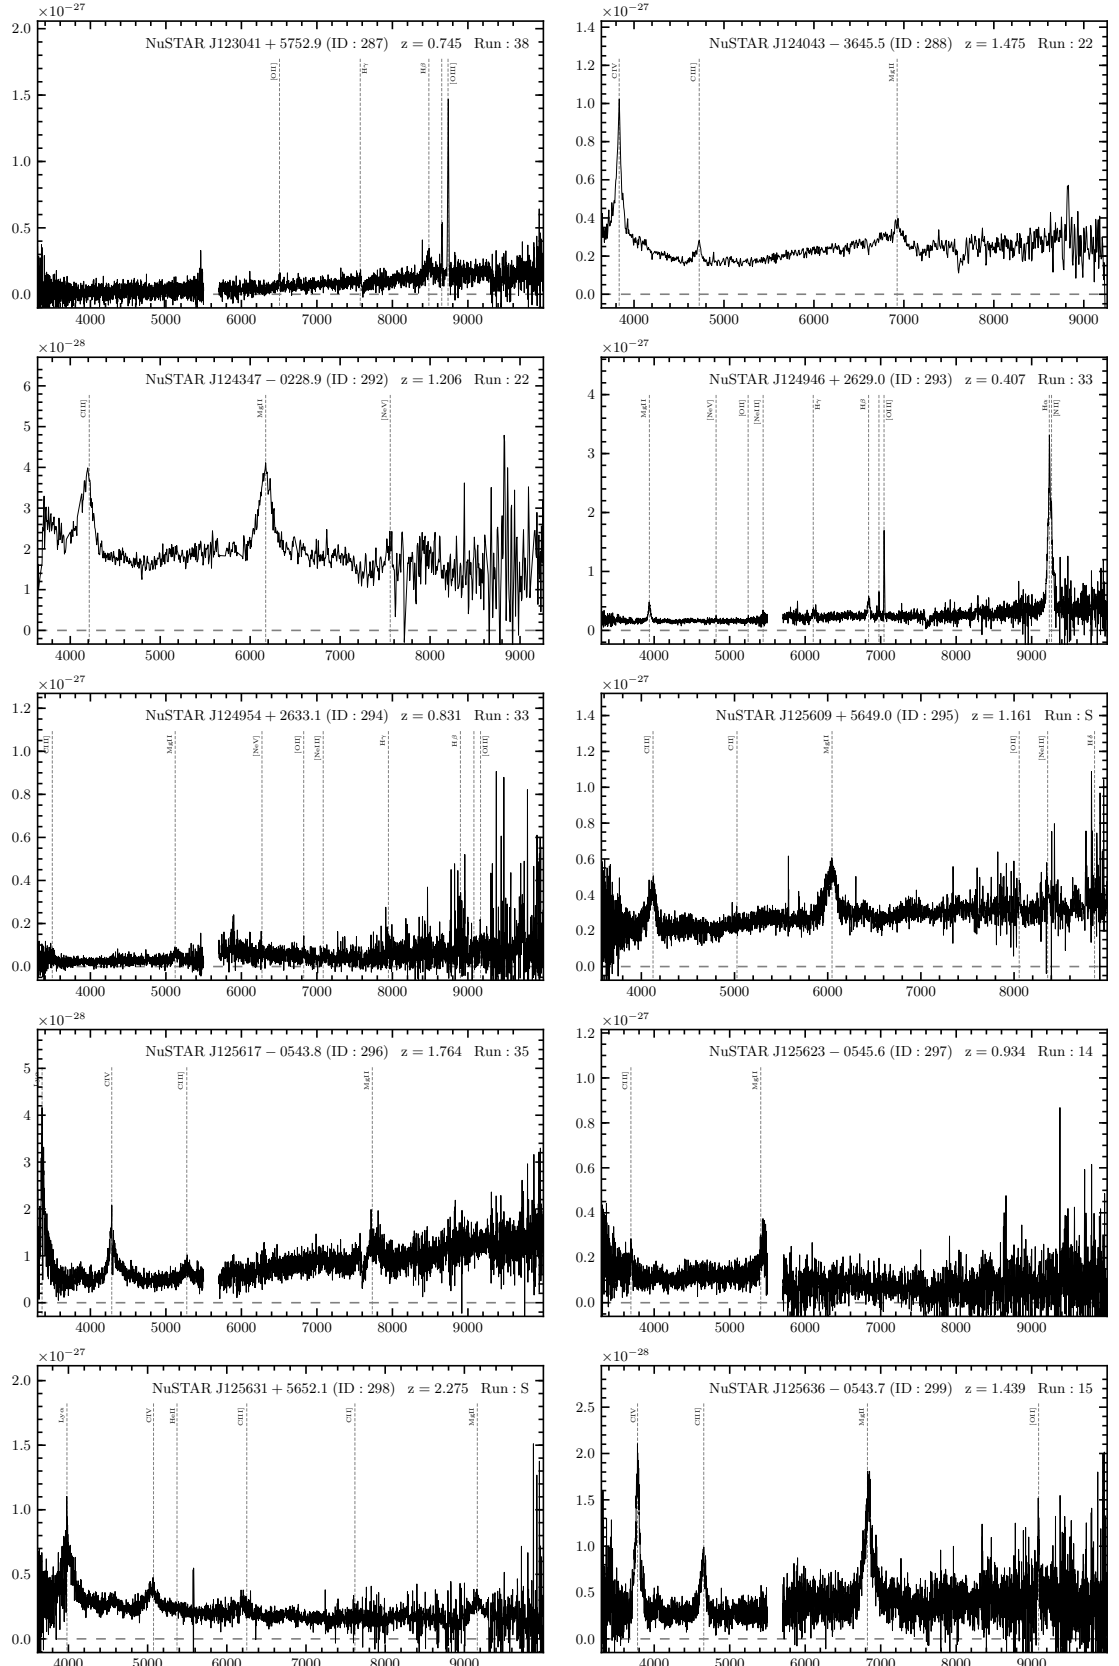 ×10⁻²⁷
NuSTAR J123041 + 5752.9 (ID : 287) z = 0.745 Run : 38
[OII]
Hγ
Hβ
[OIII]
2.0
1.5
1.0
0.5
0.0
4000 5000 6000 7000 8000 9000
×10⁻²⁷
NuSTAR J124043 − 3645.5 (ID : 288) z = 1.475 Run : 22
CIV
CIII]
MgII
1.4
1.2
1.0
0.8
0.6
0.4
0.2
0.0
4000 5000 6000 7000 8000 9000
×10⁻²⁸
NuSTAR J124347 − 0228.9 (ID : 292) z = 1.206 Run : 22
CIII]
MgII
[NeV]
6
5
4
3
2
1
0
4000 5000 6000 7000 8000 9000
×10⁻²⁷
NuSTAR J124946 + 2629.0 (ID : 293) z = 0.407 Run : 33
MgII
[NeV]
[OII]
[NeIII]
Hγ
Hβ
[OIII]
Hα
[NII]
4
3
2
1
0
4000 5000 6000 7000 8000 9000
×10⁻²⁷
NuSTAR J124954 + 2633.1 (ID : 294) z = 0.831 Run : 33
CIII]
MgII
[NeV]
[OII]
[NeIII]
Hγ
Hβ
[OIII]
1.2
1.0
0.8
0.6
0.4
0.2
0.0
4000 5000 6000 7000 8000 9000
×10⁻²⁷
NuSTAR J125609 + 5649.0 (ID : 295) z = 1.161 Run : S
CIII]
CII]
MgII
[OII]
[NeIII]
Hδ
1.4
1.2
1.0
0.8
0.6
0.4
0.2
0.0
4000 5000 6000 7000 8000
×10⁻²⁸
NuSTAR J125617 − 0543.8 (ID : 296) z = 1.764 Run : 35
CIV
CIII]
MgII
5
4
3
2
1
0
4000 5000 6000 7000 8000 9000
×10⁻²⁷
NuSTAR J125623 − 0545.6 (ID : 297) z = 0.934 Run : 14
CIII]
MgII
1.2
1.0
0.8
0.6
0.4
0.2
0.0
4000 5000 6000 7000 8000 9000
×10⁻²⁷
NuSTAR J125631 + 5652.1 (ID : 298) z = 2.275 Run : S
Lyα
CIV
HeII
CIII]
CII]
MgII
2.0
1.5
1.0
0.5
0.0
4000 5000 6000 7000 8000 9000
×10⁻²⁸
NuSTAR J125636 − 0543.7 (ID : 299) z = 1.439 Run : 15
CIV
CIII]
MgII
[OII]
2.5
2.0
1.5
1.0
0.5
0.0
4000 5000 6000 7000 8000 9000